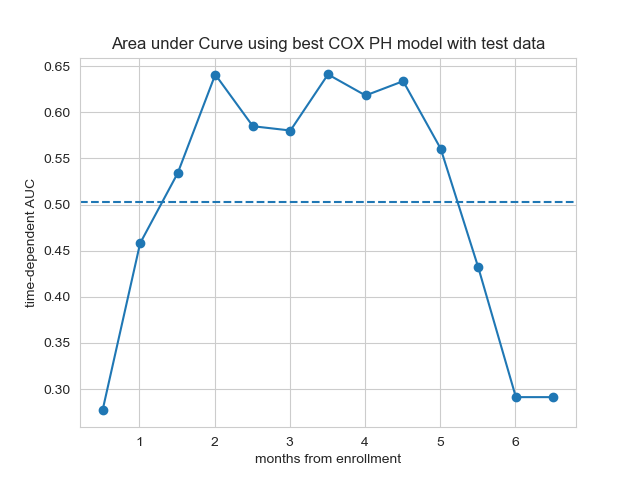 Area under Curve using best COX PH model with test data
time-dependent AUC
0.65
0.60
0.55
0.50
0.45
0.40
0.35
0.30
1 2 3 4 5 6
months from enrollment